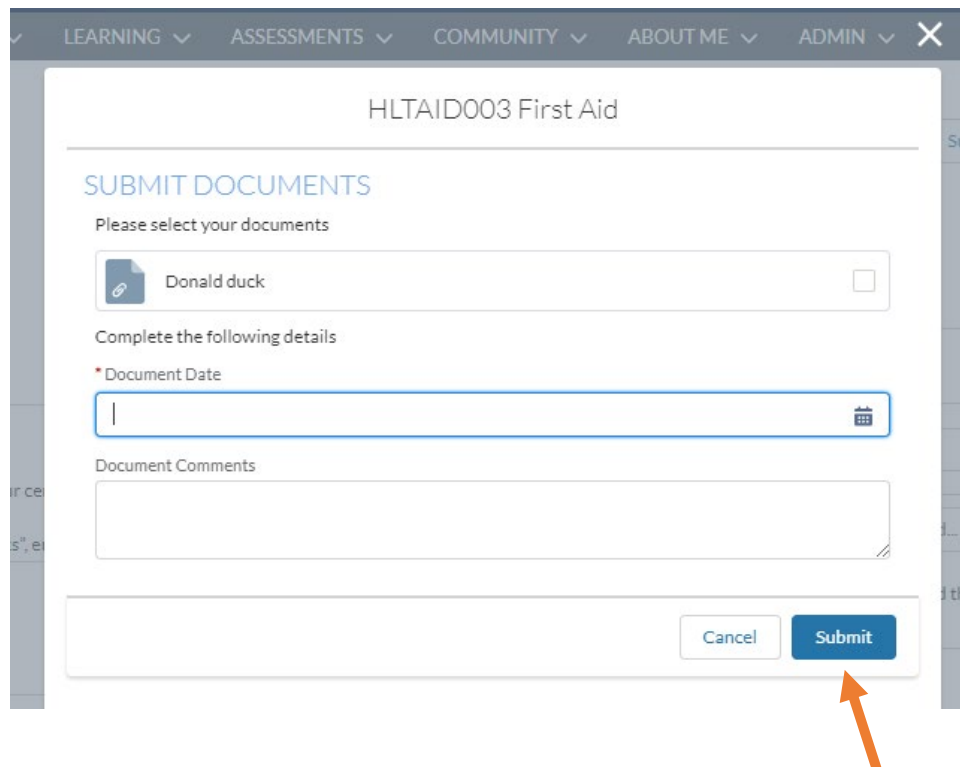 LEARNING ASSESSMENTS COMMUNITY ABOUT ME ADMIN
HLTAID003 First Aid
SUBMIT DOCUMENTS
Please select your documents
Donald duck
Complete the following details
* Document Date
Document Comments
Cancel Submit